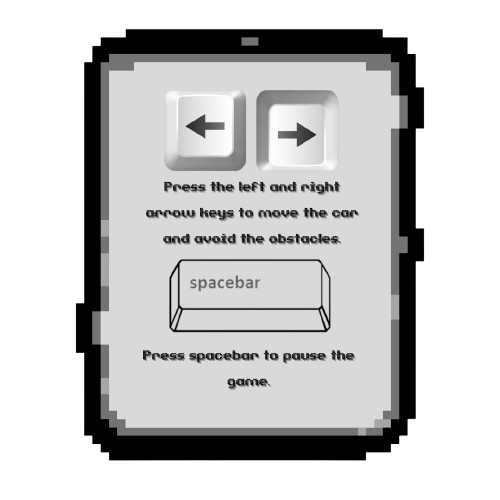 Press the left and right
arrow keys to move the car
and avoid the obstacles.
spacebar
Press spacebar to pause the
game.